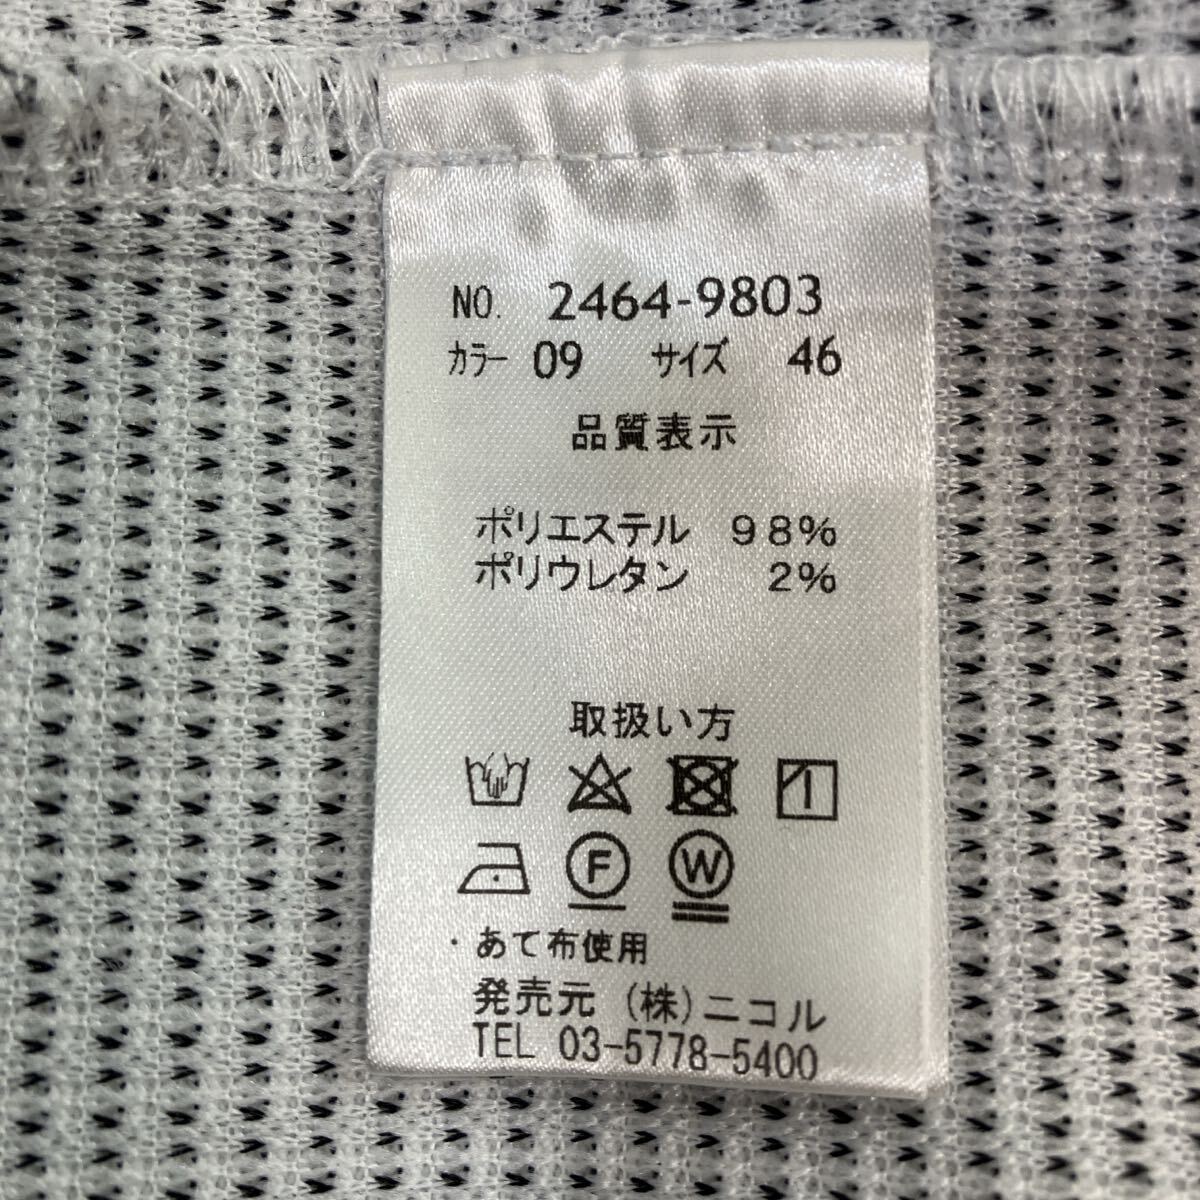 NO. 2464-9803
カラー 09 サイズ 46
品質表示
ポリエステル 98%
ポリウレタン 2%
取扱い方
F W
・あて布使用
発売元 (株)ニコル
TEL 03-5778-5400